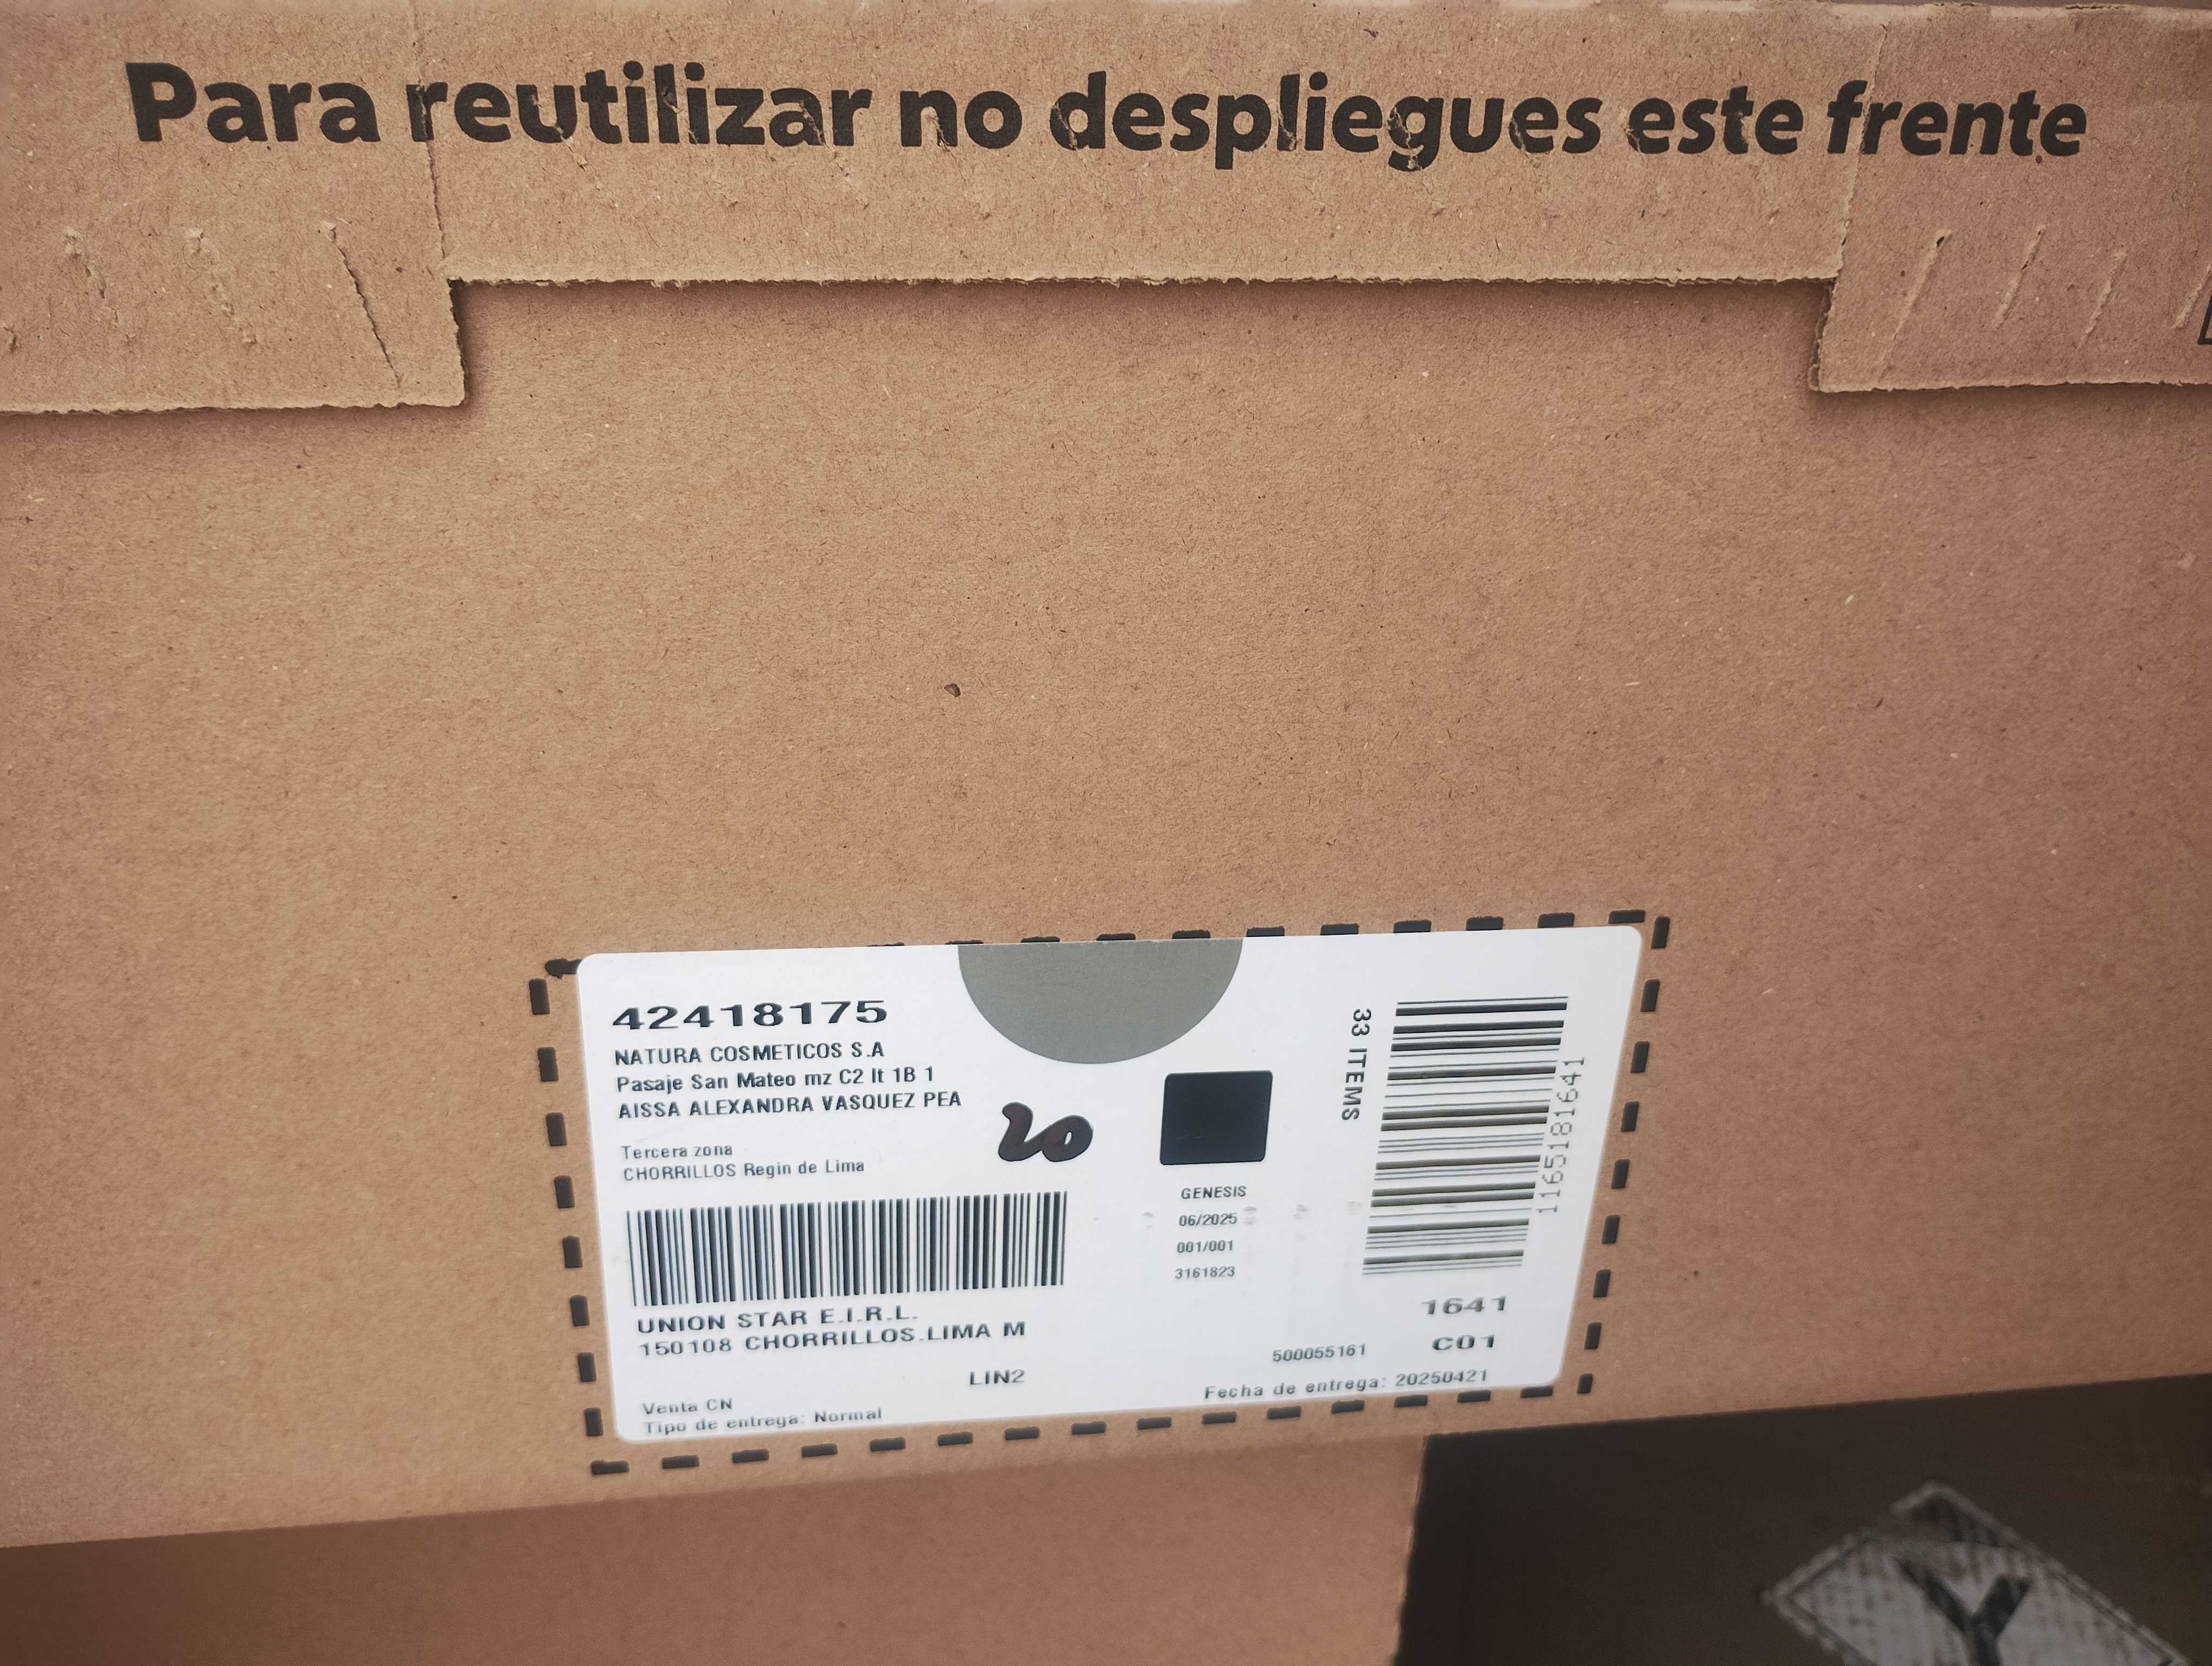 Para reutilizar no despliegues este frente
42418175
NATURA COSMETICOS S.A
Pasaje San Mateo mz C2 lt 1B 1
AISSA ALEXANDRA VASQUEZ PEA
20
Tercera zona
CHORRILLOS Regin de Lima
UNION STAR E.I.R.L.
150108 CHORRILLOS.LIMA M
LIN2
Venta CN
Tipo de entrega: Normal
GENESIS
06/2025
001/001
3161823
33 ITEMS
1165181641
1641
C01
500055161
Fecha de entrega: 20250421
Y